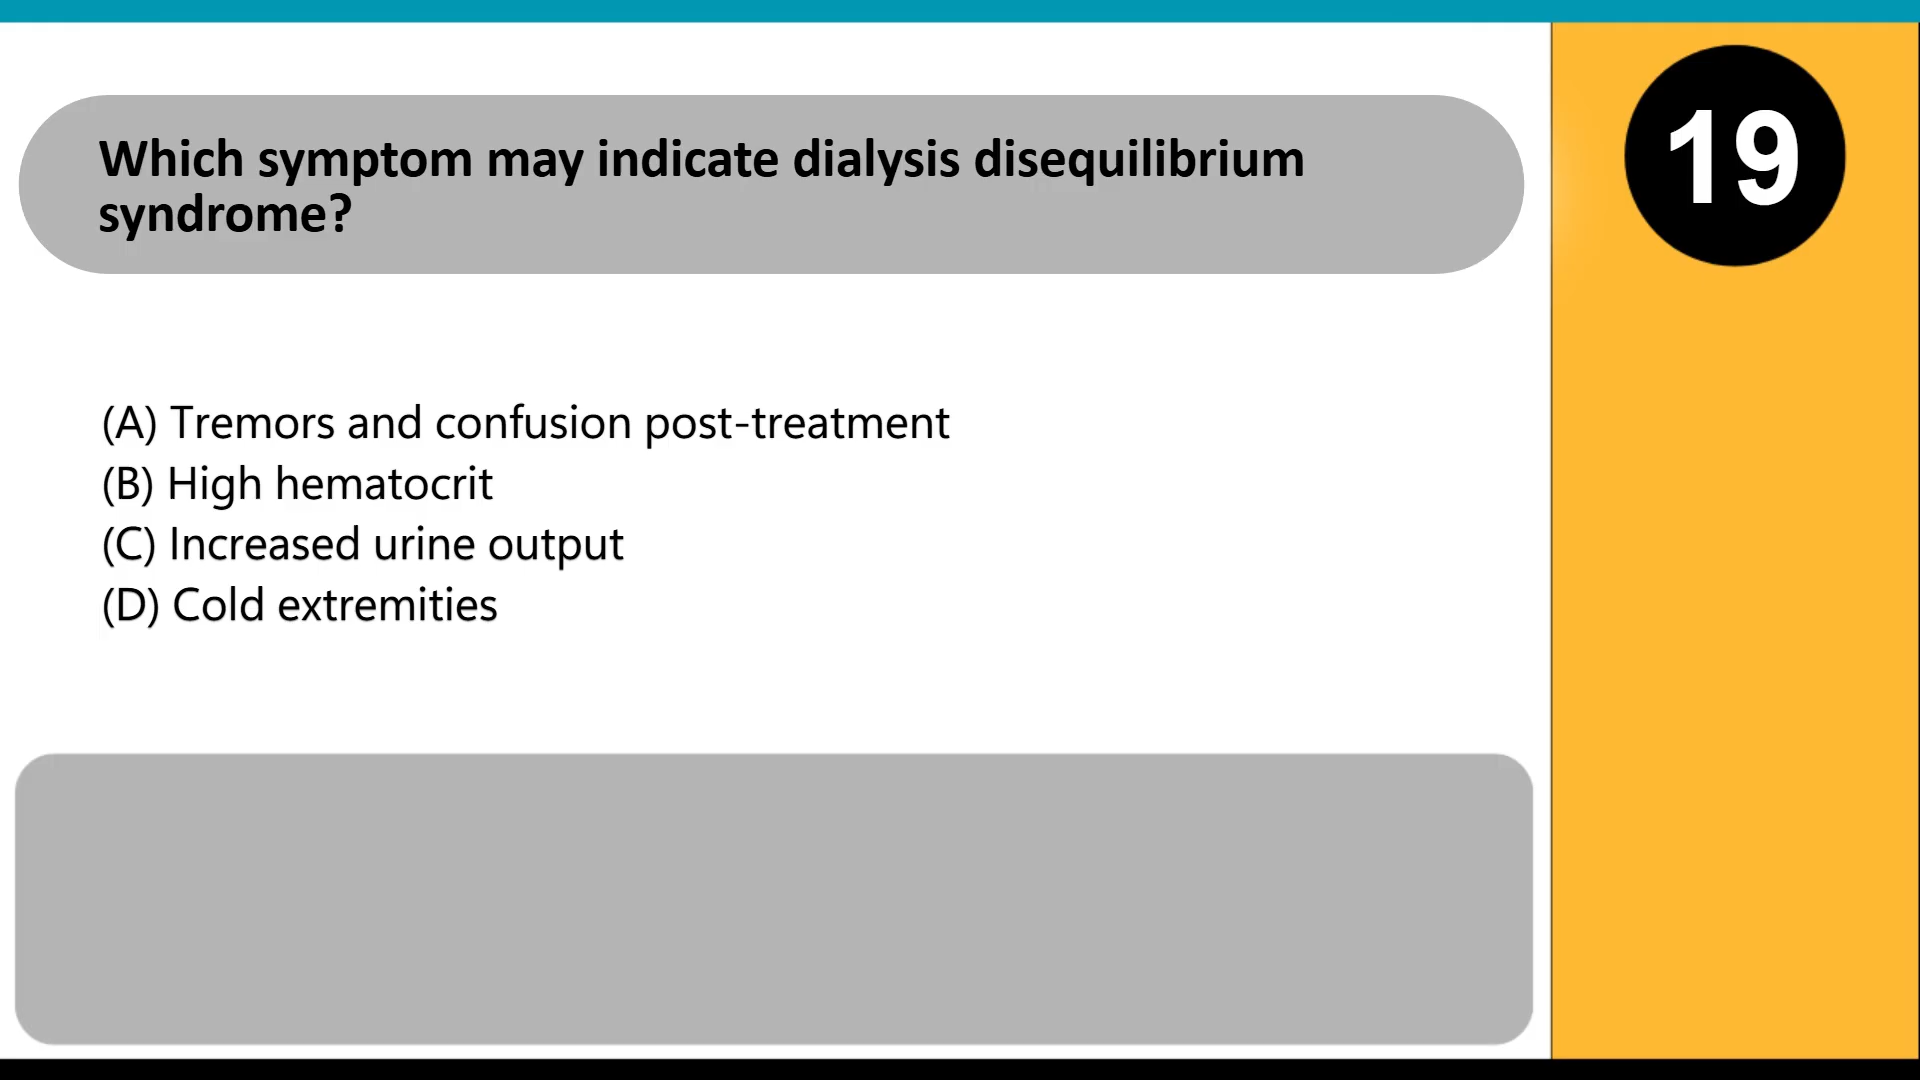 Which symptom may indicate dialysis disequilibrium
syndrome?
19
(A) Tremors and confusion post-treatment
(B) High hematocrit
(C) Increased urine output
(D) Cold extremities